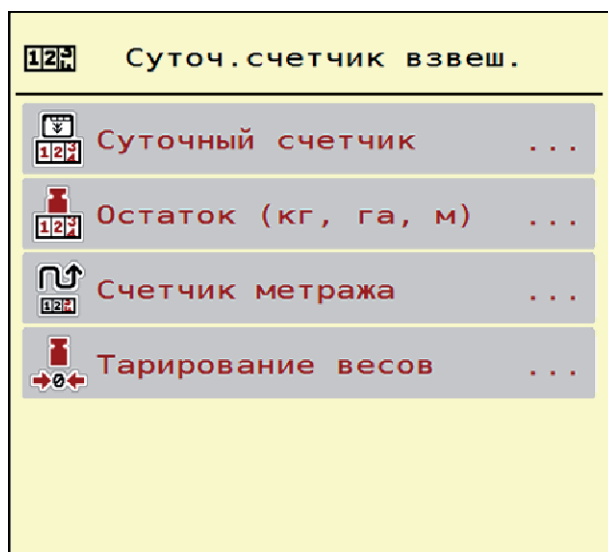 Суточ.счетчик взвеш.
Суточный счетчик ...
Остаток (кг, га, м) ...
Счетчик метража ...
Тарирование весов ...